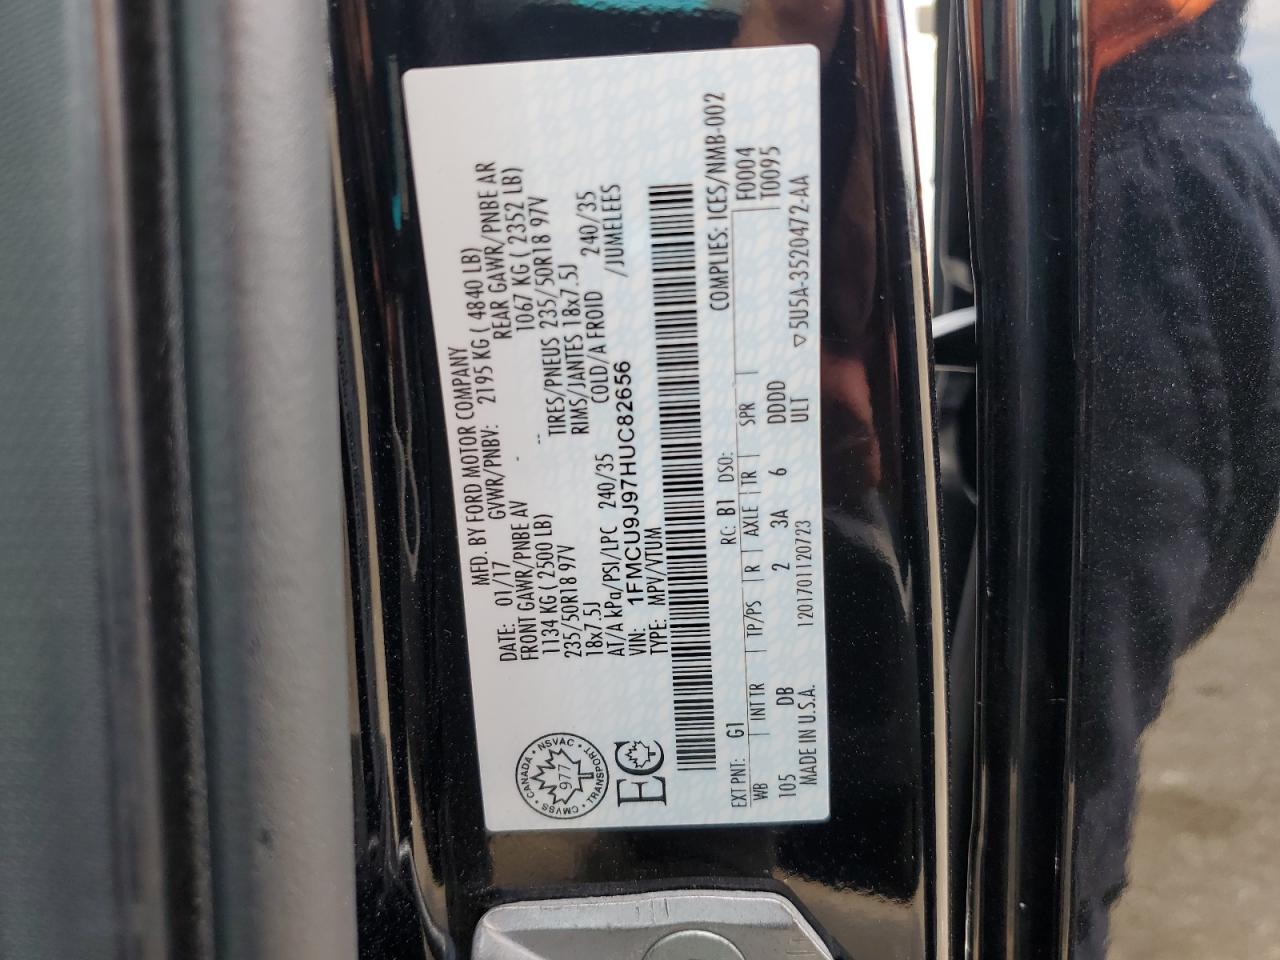 MFD. BY FORD MOTOR COMPANY
DATE: 01/17 GVWR/PNBV: 2195 KG ( 4840 LB)
FRONT GAWR/PNBE AV REAR GAWR/PNBE AR
1134 KG ( 2500 LB) - -- 1067 KG ( 2352 LB)
235/50R18 97V TIRES/PNEUS 235/50R18 97V
18x7.5J RIMS/JANTES 18x7.5J
AT/A kPa/PSI/LPC 240/35 COLD/A FROID 240/35
VIN: 1FMCU9J97HUC82656 /JUMELEES
TYPE: MPV/VTUM
CANADA • NSVAC • TRANSPORT • CMVSS •
977
EC
COMPLIES: ICES/NMB-002
EXT PNT: G1 RC: B1 DSO: F0004
WB INT TR TP/PS R AXLE TR SPR T0095
105 DB 2 3A 6 DDDD
MADE IN U.S.A. 1201701120723 ULT ▽5U5A-3520472-AA